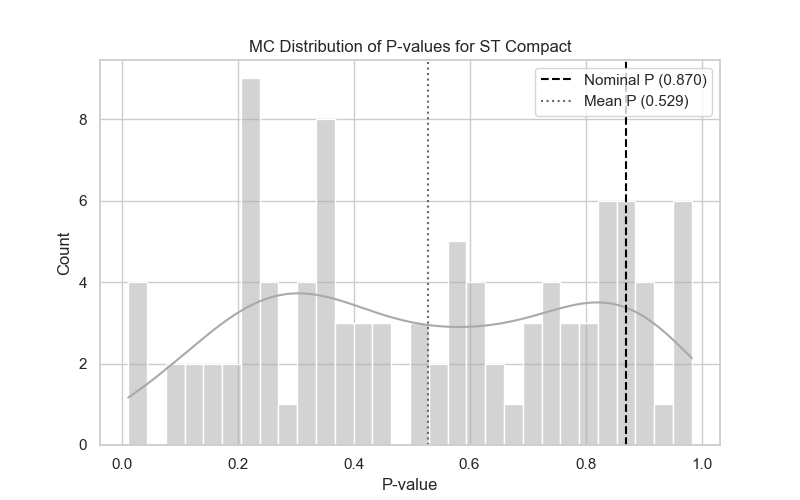 MC Distribution of P-values for ST Compact
Nominal P (0.870)
Mean P (0.529)
Count
8
6
4
2
0
0.0 0.2 0.4 0.6 0.8 1.0
P-value